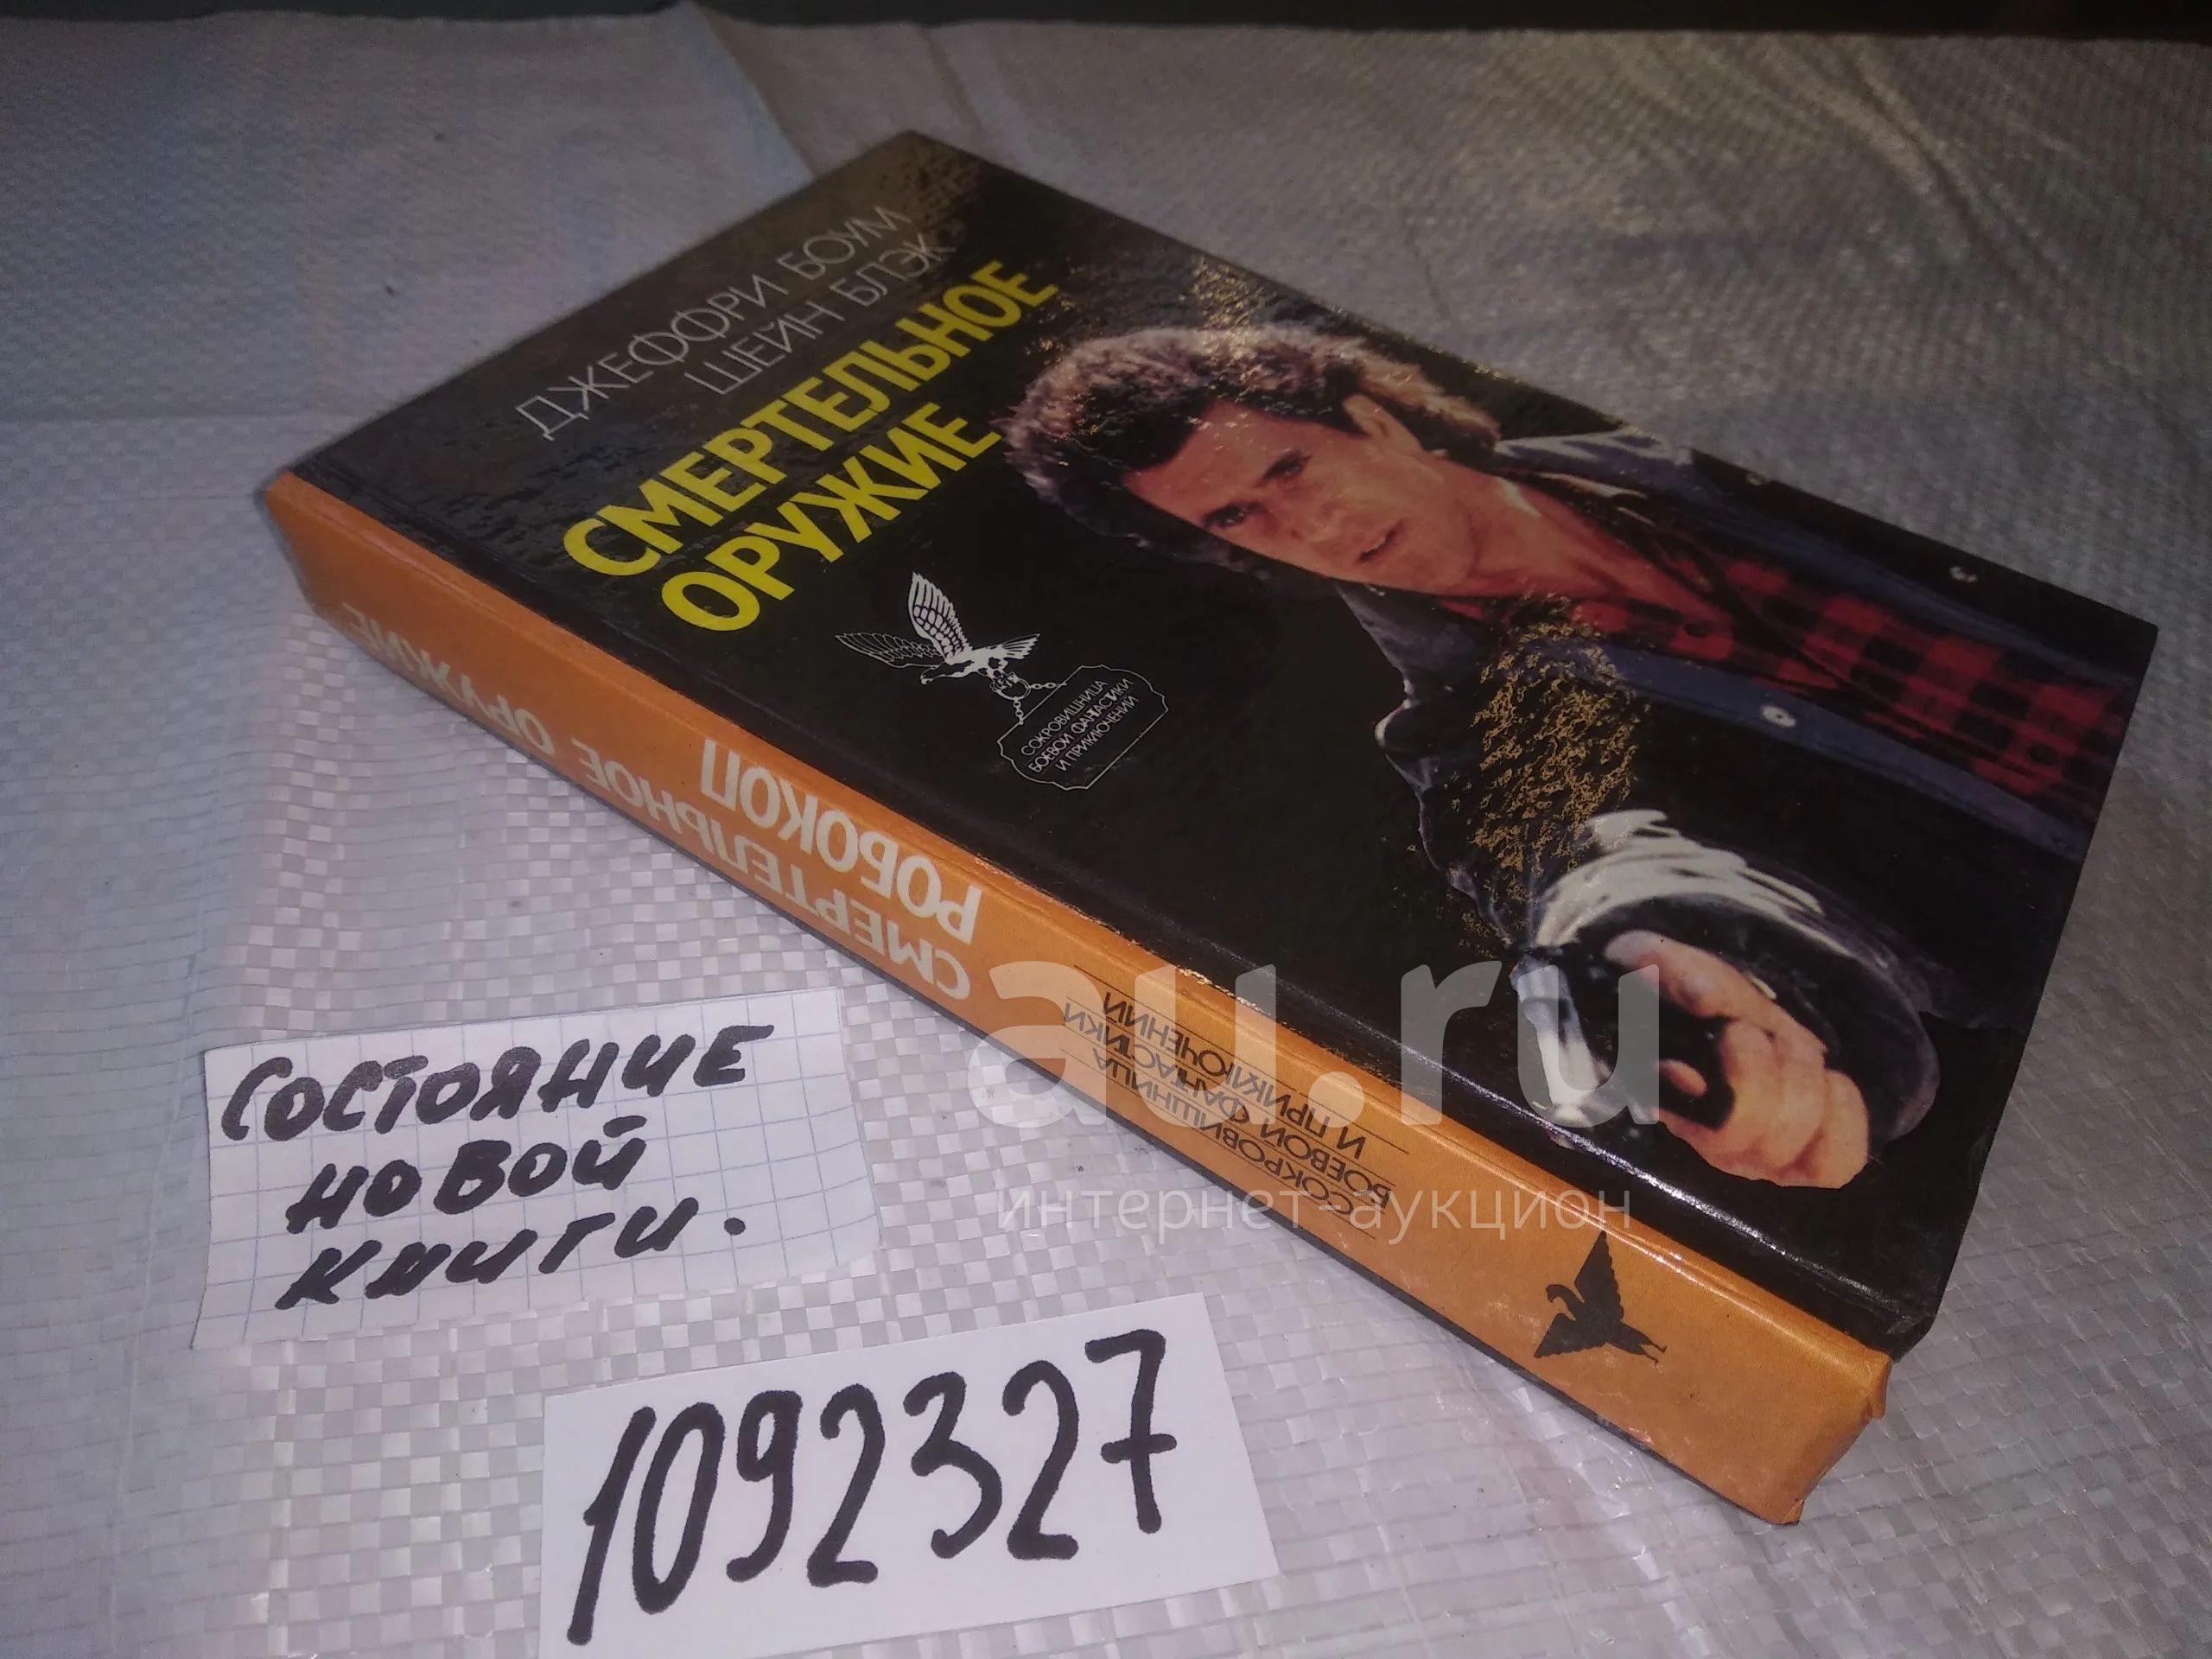 ДЖЕФФРИ БОУМ
ШЕЙН БЛЭК
СМЕРТЕЛЬНОЕ
ОРУЖИЕ
СОКРОВИЩНИЦА
БОЕВОЙ ФАНТАСТИКИ
И ПРИКЛЮЧЕНИЙ
РОБОКОП
СМЕРТЕЛЬНОЕ ОРУЖИЕ
СОКРОВИЩНИЦА
БОЕВОЙ ФАНТАСТИКИ
И ПРИКЛЮЧЕНИЙ
au.ru
интернет-аукцион
СОСТОЯНИЕ
НОВОЙ
КНИГИ.
1092327